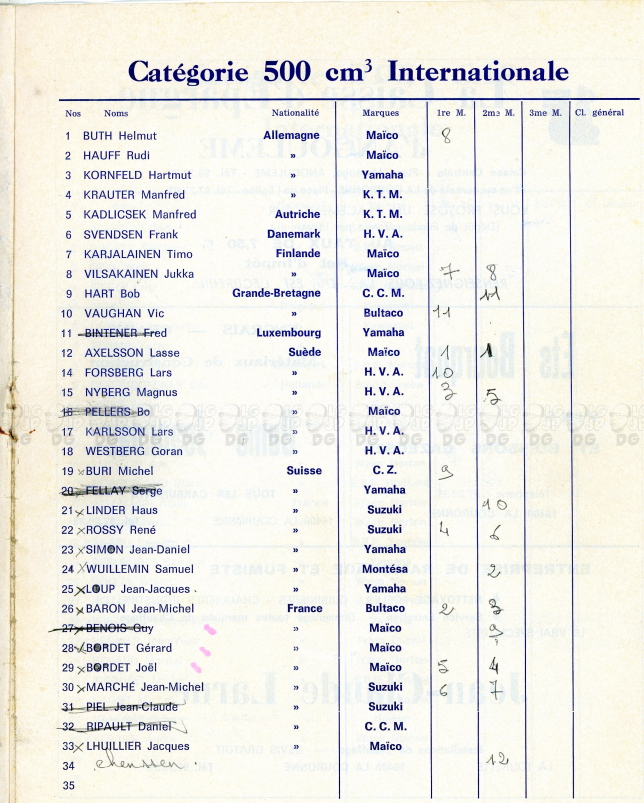 Catégorie 500 cm³ Internationale
Nos Noms Nationalité Marques 1re M. 2me M. 3me M. Cl. général
1 BUTH Helmut Allemagne Maïco 8
2 HAUFF Rudi » Maïco
3 KORNFELD Hartmut » Yamaha
4 KRAUTER Manfred » K. T. M.
5 KADLICSEK Manfred Autriche K. T. M.
6 SVENDSEN Frank Danemark H. V. A.
7 KARJALAINEN Timo Finlande Maïco
8 VILSAKAINEN Jukka » Maïco 7 8
9 HART Bob Grande-Bretagne C. C. M. 11
10 VAUGHAN Vic » Bultaco 11
11 BINTENER Fred Luxembourg Yamaha
12 AXELSSON Lasse Suède Maïco 1 1
14 FORSBERG Lars » H. V. A. 10
15 NYBERG Magnus » H. V. A. 3 5
16 PELLERS Bo » Maïco
17 KARLSSON Lars » H. V. A.
18 WESTBERG Goran » H. V. A.
19 x BURI Michel Suisse C. Z. 9
20 FELLAY Serge » Yamaha
21 x LINDER Haus » Suzuki 10
22 x ROSSY René » Suzuki 4 6
23 x SIMON Jean-Daniel » Yamaha
24 x WUILLEMIN Samuel » Montésa 2
25 x LOUP Jean-Jacques » Yamaha
26 x BARON Jean-Michel France Bultaco 2 3
27 x BENOIS Guy » Maïco 9
28 x BORDET Gérard » Maïco
29 x BORDET Joël » Maïco 5 4
30 x MARCHÉ Jean-Michel » Suzuki 6 7
31 PIEL Jean-Claude » Suzuki
32 RIPAULT Daniel » C. C. M.
33 x LHUILLIER Jacques » Maïco
34 12
35